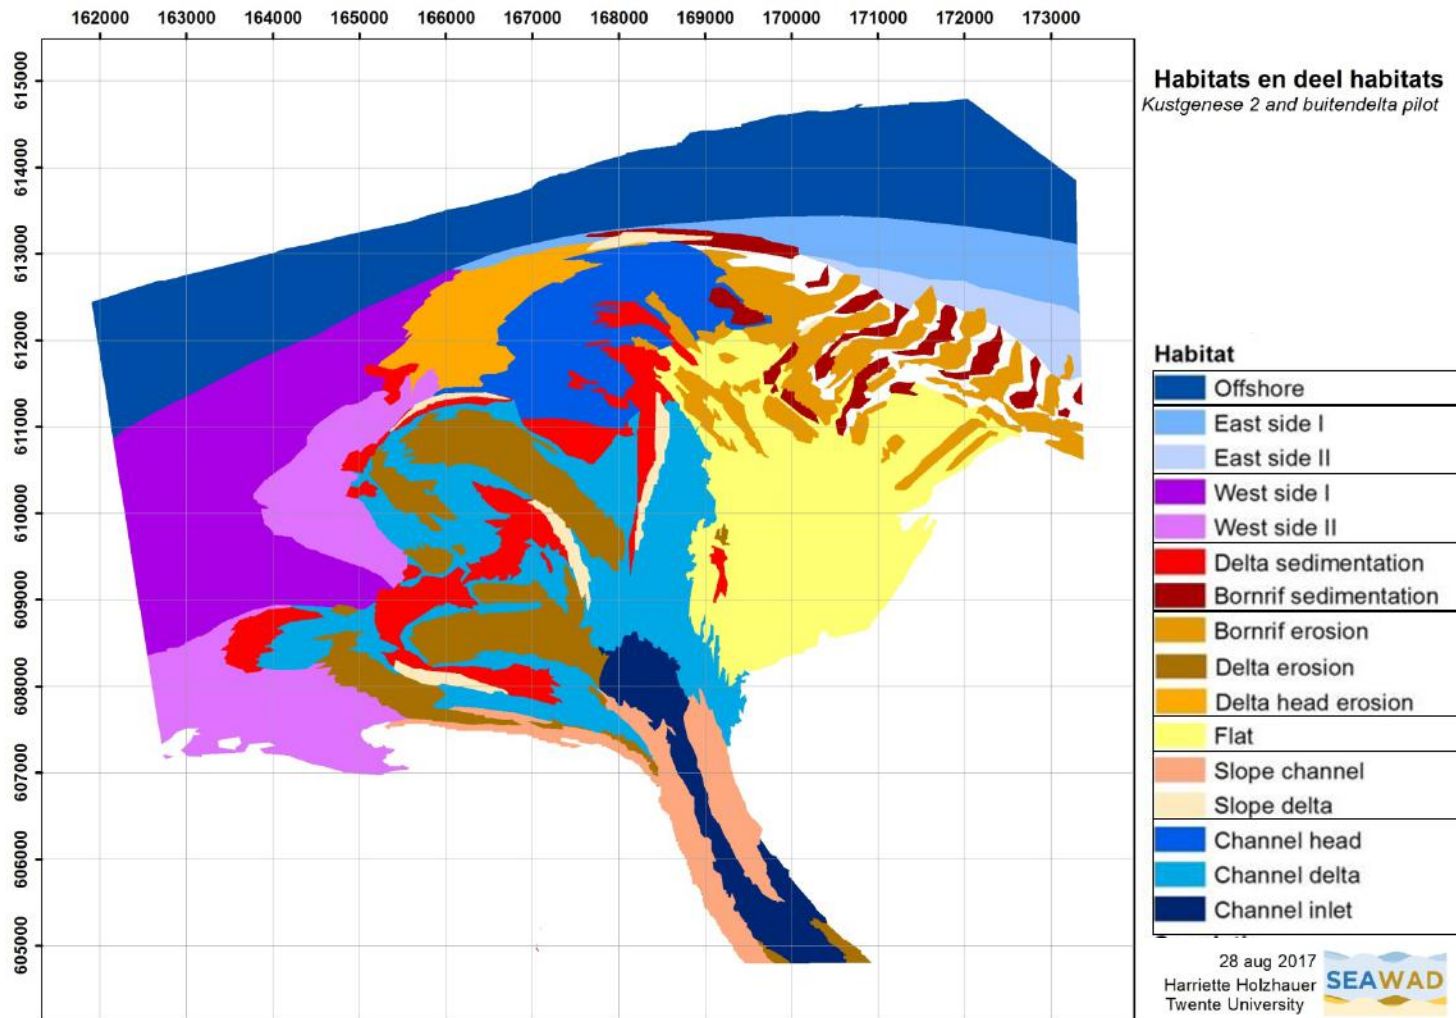 162000 163000 164000 165000 166000 167000 168000 169000 170000 171000 172000 173000
615000
614000
613000
612000
611000
610000
609000
608000
607000
606000
605000
Habitats en deel habitats
Kustgenese 2 and buitendelta pilot
Habitat
Offshore
East side I
East side II
West side I
West side II
Delta sedimentation
Bornrif sedimentation
Bornrif erosion
Delta erosion
Delta head erosion
Flat
Slope channel
Slope delta
Channel head
Channel delta
Channel inlet
28 aug 2017
Harriette Holzhauer
Twente University
SEAWAD